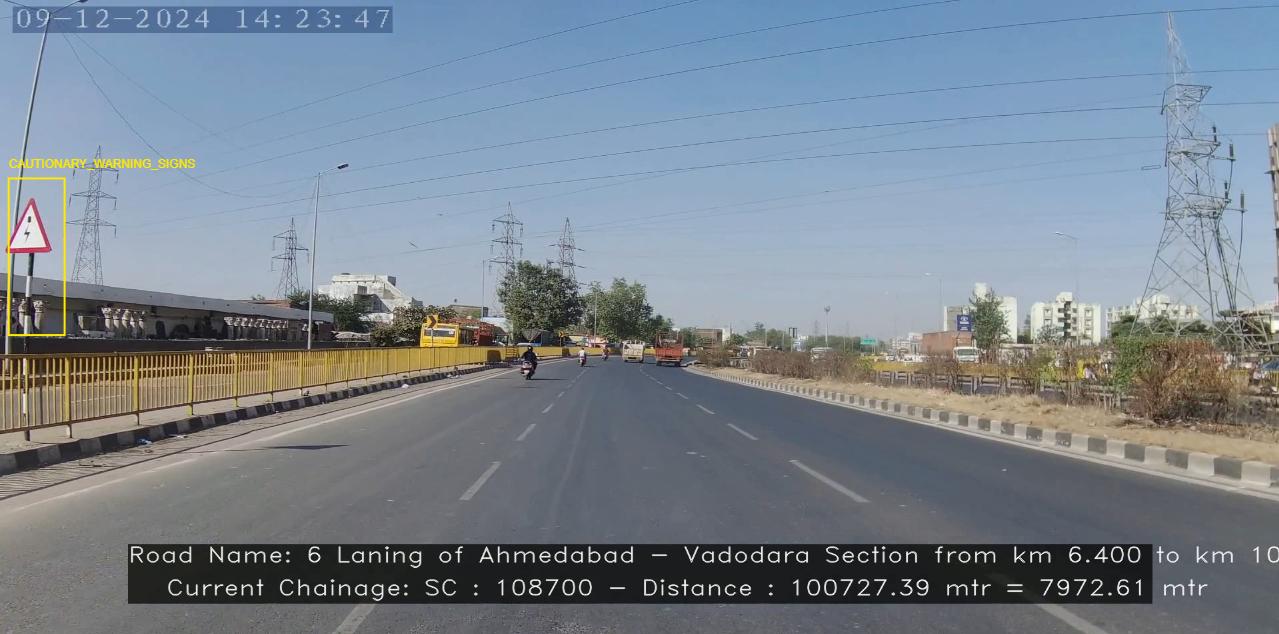 09-12-2024 14:23:47
CAUTIONARY_WARNING_SIGNS
Road Name: 6 Laning of Ahmedabad - Vadodara Section from km 6.400 to km 10
Current Chainage: SC : 108700 - Distance : 100727.39 mtr = 7972.61 mtr